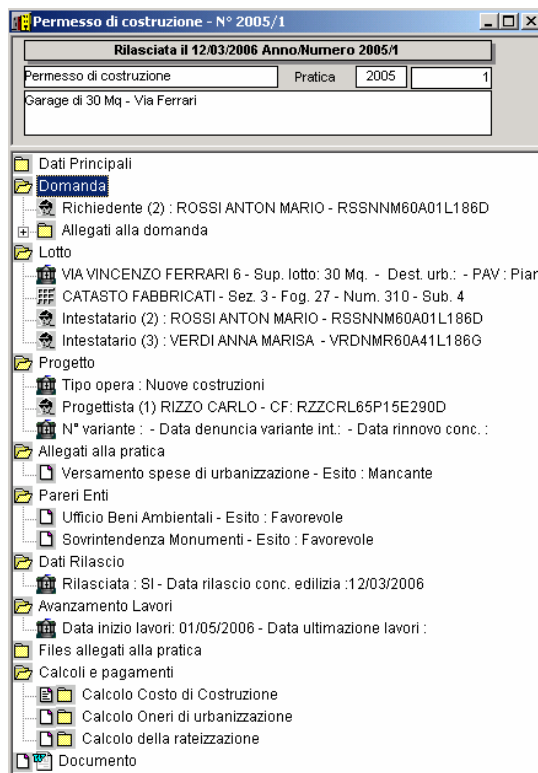 Permesso di costruzione - N° 2005/1
Rilasciata il 12/03/2006 Anno/Numero 2005/1
Permesso di costruzione Pratica 2005 1
Garage di 30 Mq - Via Ferrari
Dati Principali
Domanda
Richiedente (2) : ROSSI ANTON MARIO - RSSNNM60A01L186D
Allegati alla domanda
Lotto
VIA VINCENZO FERRARI 6 - Sup. lotto: 30 Mq. - Dest. urb.: - PAV : Pian
CATASTO FABBRICATI - Sez. 3 - Fog. 27 - Num. 310 - Sub. 4
Intestatario (2) : ROSSI ANTON MARIO - RSSNNM60A01L186D
Intestatario (3) : VERDI ANNA MARISA - VRDNMR60A41L186G
Progetto
Tipo opera : Nuove costruzioni
Progettista (1) RIZZO CARLO - CF: RZZCRL65P15E290D
N° variante : - Data denuncia variante int.: - Data rinnovo conc. :
Allegati alla pratica
Versamento spese di urbanizzazione - Esito : Mancante
Pareri Enti
Ufficio Beni Ambientali - Esito : Favorevole
Sovrintendenza Monumenti - Esito : Favorevole
Dati Rilascio
Rilasciata : SI - Data rilascio conc. edilizia :12/03/2006
Avanzamento Lavori
Data inizio lavori: 01/05/2006 - Data ultimazione lavori :
Files allegati alla pratica
Calcoli e pagamenti
Calcolo Costo di Costruzione
Calcolo Oneri di urbanizzazione
Calcolo della rateizzazione
Documento